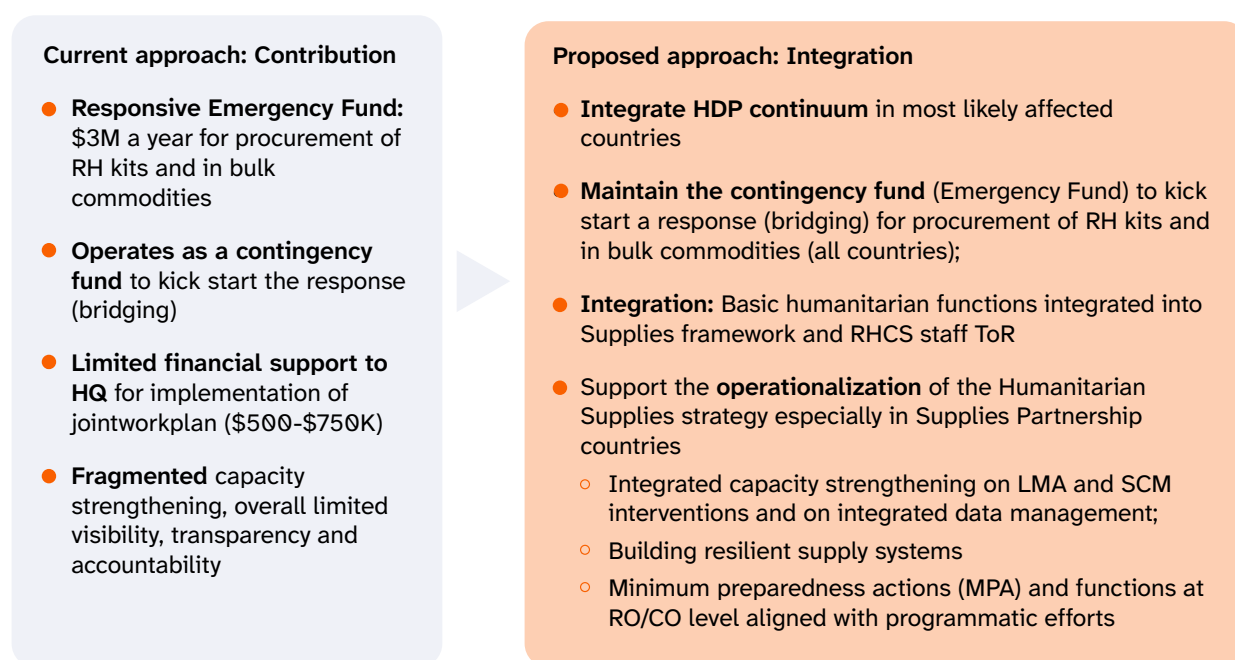 Current approach: Contribution
Responsive Emergency Fund:
$3M a year for procurement of
RH kits and in bulk
commodities
Operates as a contingency
fund to kick start the response
(bridging)
Limited financial support to
HQ for implementation of
jointworkplan ($500-$750K)
Fragmented capacity
strengthening, overall limited
visibility, transparency and
accountability
Proposed approach: Integration
Integrate HDP continuum in most likely affected
countries
Maintain the contingency fund (Emergency Fund) to kick
start a response (bridging) for procurement of RH kits and
in bulk commodities (all countries);
Integration: Basic humanitarian functions integrated into
Supplies framework and RHCS staff ToR
Support the operationalization of the Humanitarian
Supplies strategy especially in Supplies Partnership
countries
Integrated capacity strengthening on LMA and SCM
interventions and on integrated data management;
Building resilient supply systems
Minimum preparedness actions (MPA) and functions at
RO/CO level aligned with programmatic efforts